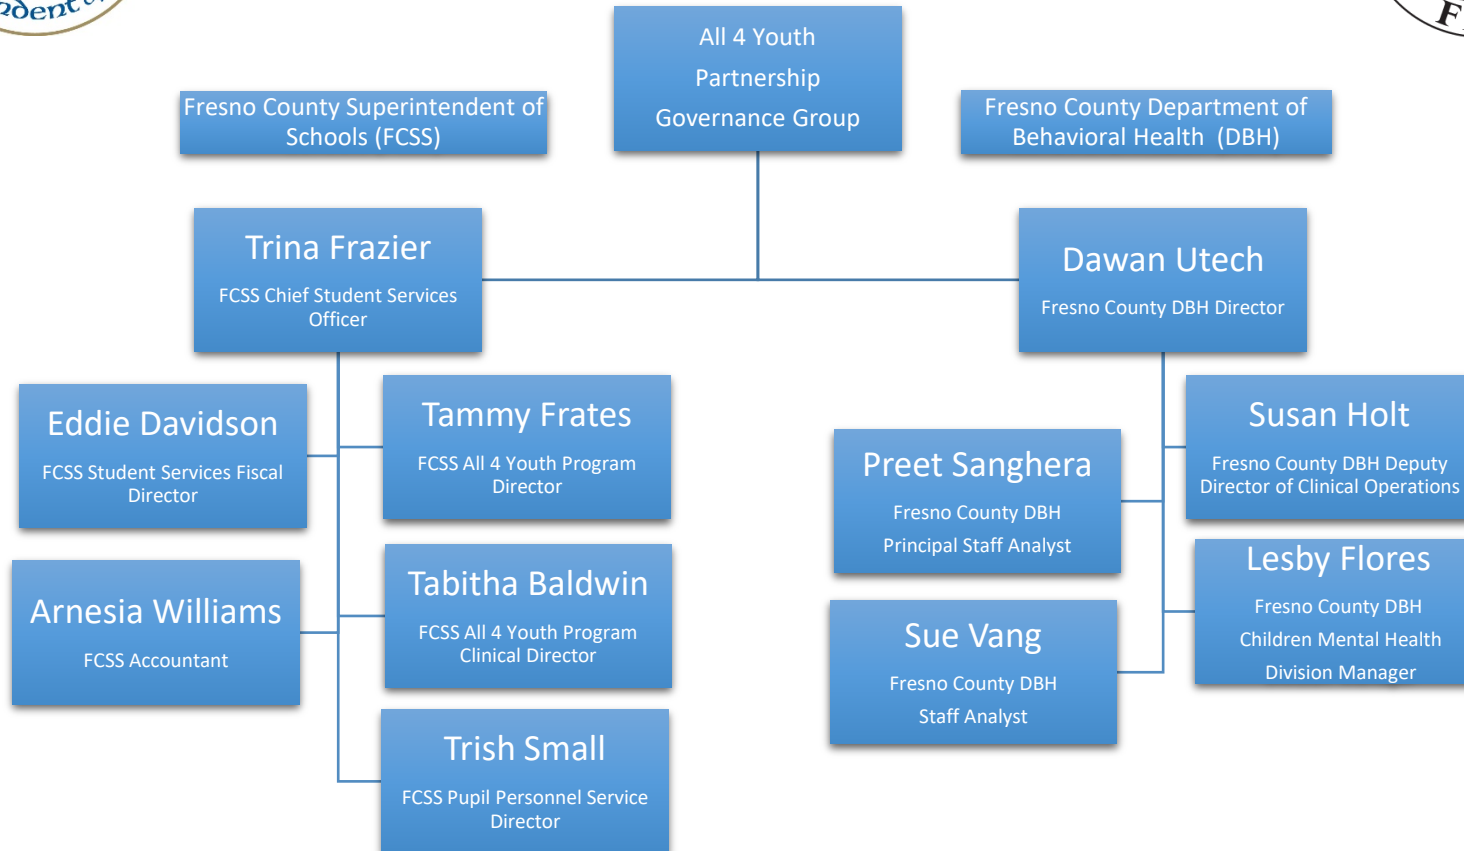 All 4 Youth
Partnership
Governance Group
Fresno County Superintendent of
Schools (FCSS)
Fresno County Department of
Behavioral Health (DBH)
Trina Frazier
FCSS Chief Student Services
Officer
Dawan Utech
Fresno County DBH Director
Eddie Davidson
FCSS Student Services Fiscal
Director
Tammy Frates
FCSS All 4 Youth Program
Director
Arnesia Williams
FCSS Accountant
Tabitha Baldwin
FCSS All 4 Youth Program
Clinical Director
Trish Small
FCSS Pupil Personnel Service
Director
Preet Sanghera
Fresno County DBH
Principal Staff Analyst
Susan Holt
Fresno County DBH Deputy
Director of Clinical Operations
Sue Vang
Fresno County DBH
Staff Analyst
Lesby Flores
Fresno County DBH
Children Mental Health
Division Manager